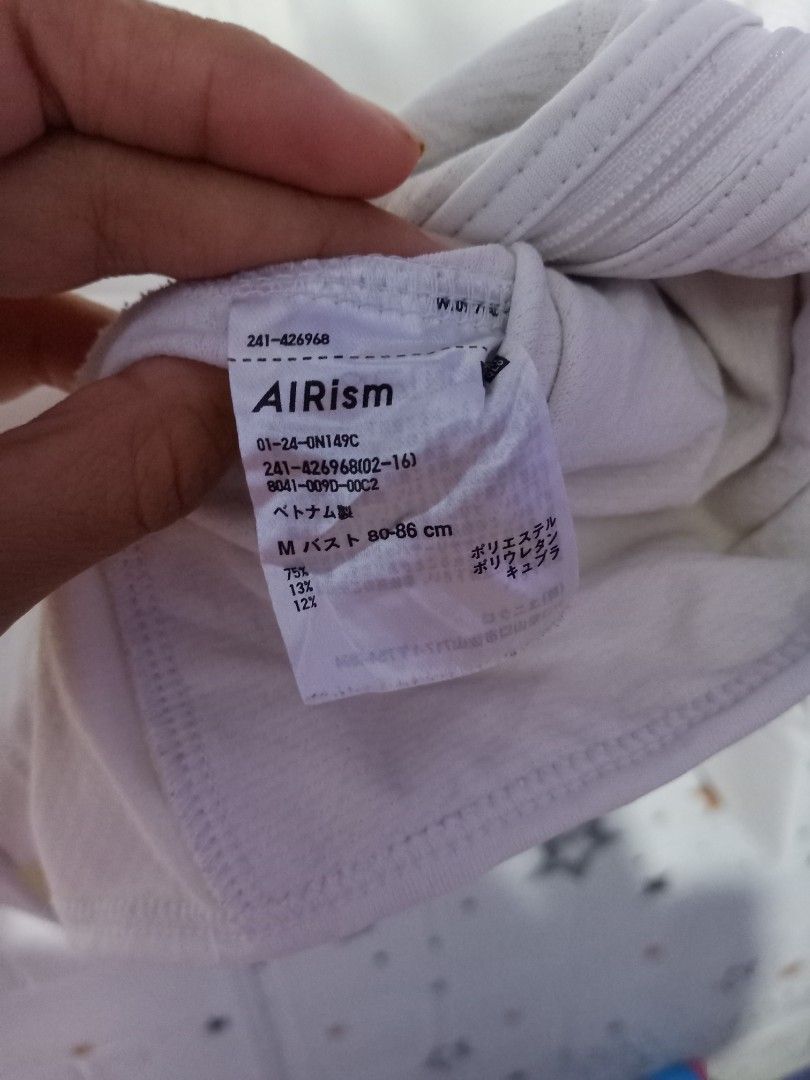 241-426968
AIRism
01-24-0N149C
241-426968(02-16)
8041-009D-00C2
ベトナム製
M バスト 80-86 cm
75% ポリエステル
13% ポリウレタン
12% キュプラ